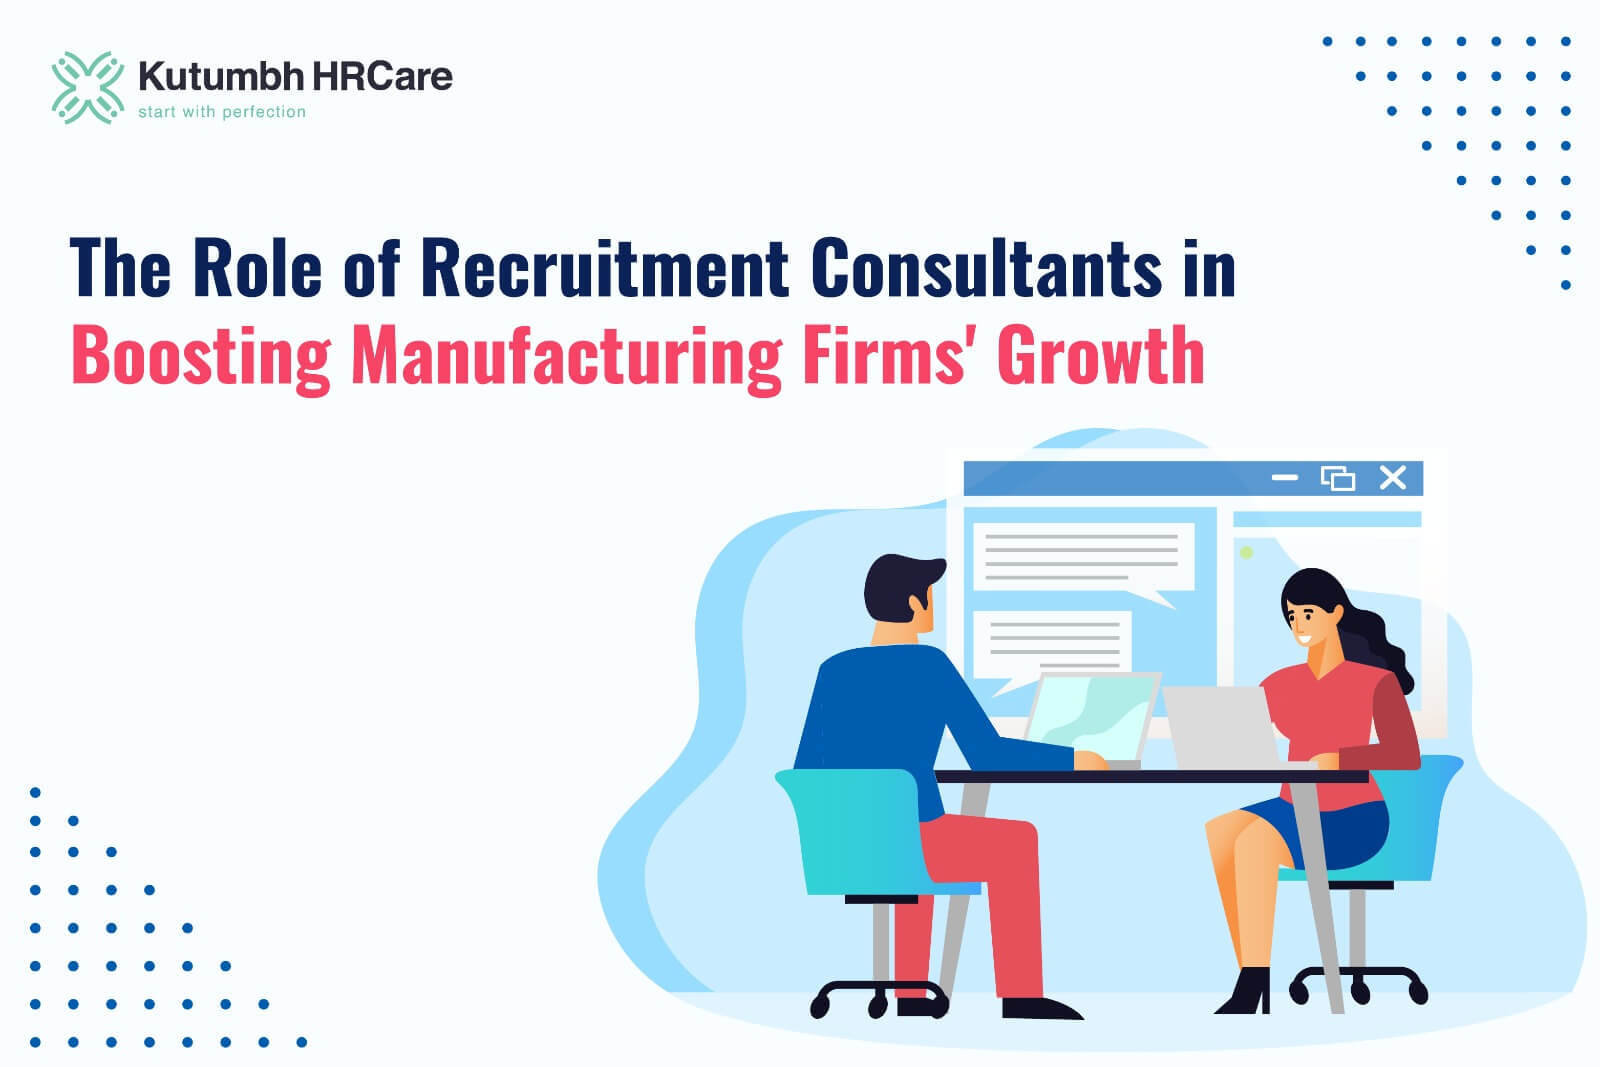 Kutumbh HRCare
start with perfection
The Role of Recruitment Consultants in
Boosting Manufacturing Firms' Growth